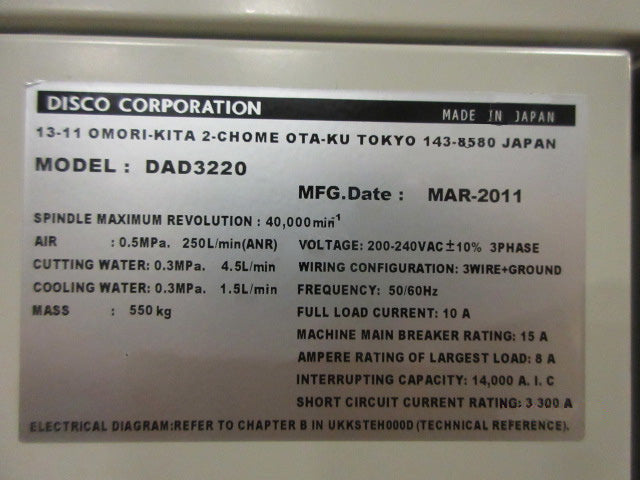 DISCO CORPORATION MADE IN JAPAN
13-11 OMORI-KITA 2-CHOME OTA-KU TOKYO 143-8580 JAPAN
MODEL : DAD3220
MFG.Date : MAR-2011
SPINDLE MAXIMUM REVOLUTION : 40,000min⁻¹
AIR : 0.5MPa. 250L/min(ANR)
CUTTING WATER: 0.3MPa. 4.5L/min
COOLING WATER: 0.3MPa. 1.5L/min
MASS : 550 kg
VOLTAGE: 200-240VAC±10% 3PHASE
WIRING CONFIGURATION: 3WIRE+GROUND
FREQUENCY: 50/60Hz
FULL LOAD CURRENT: 10 A
MACHINE MAIN BREAKER RATING: 15 A
AMPERE RATING OF LARGEST LOAD: 8 A
INTERRUPTING CAPACITY: 14,000 A. I. C
SHORT CIRCUIT CURRENT RATING: 3 300 A
ELECTRICAL DIAGRAM:REFER TO CHAPTER B IN UKKSTEH000D (TECHNICAL REFERENCE).